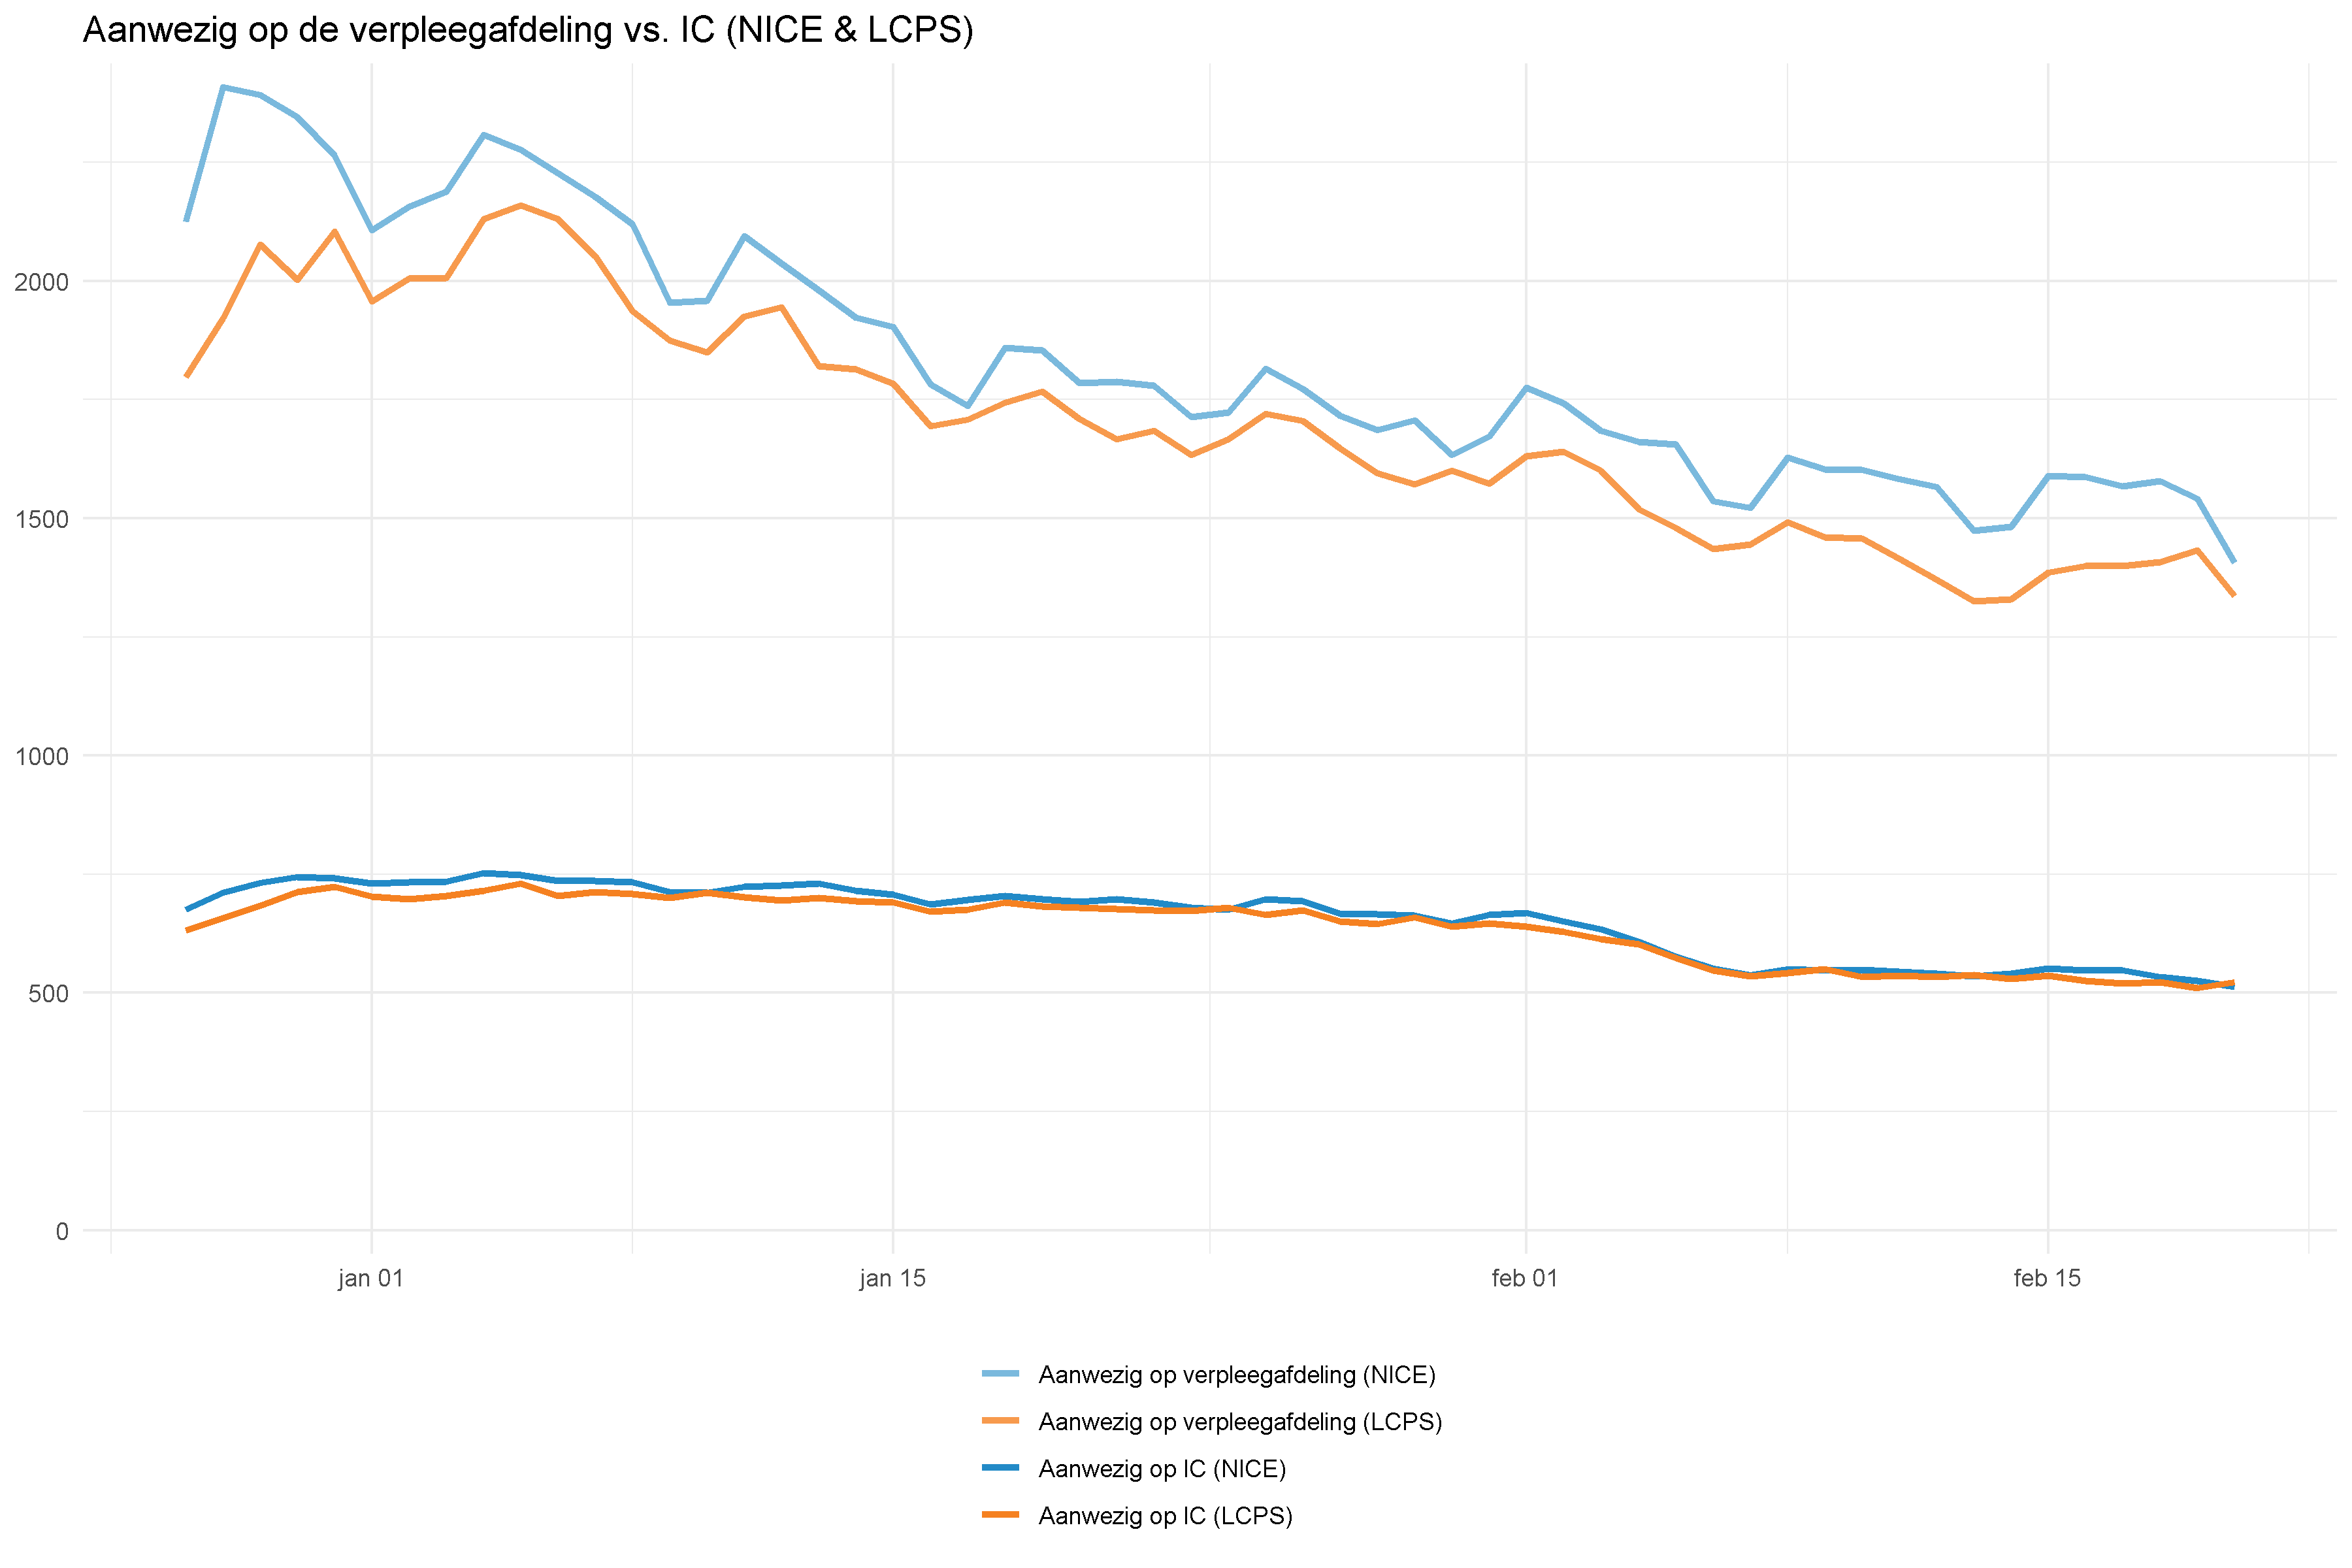 Aanwezig op de verpleegafdeling vs. IC (NICE & LCPS)
2000
1500
1000
500
0
jan 01
jan 15
feb 01
feb 15
Aanwezig op verpleegafdeling (NICE)
Aanwezig op verpleegafdeling (LCPS)
Aanwezig op IC (NICE)
Aanwezig op IC (LCPS)